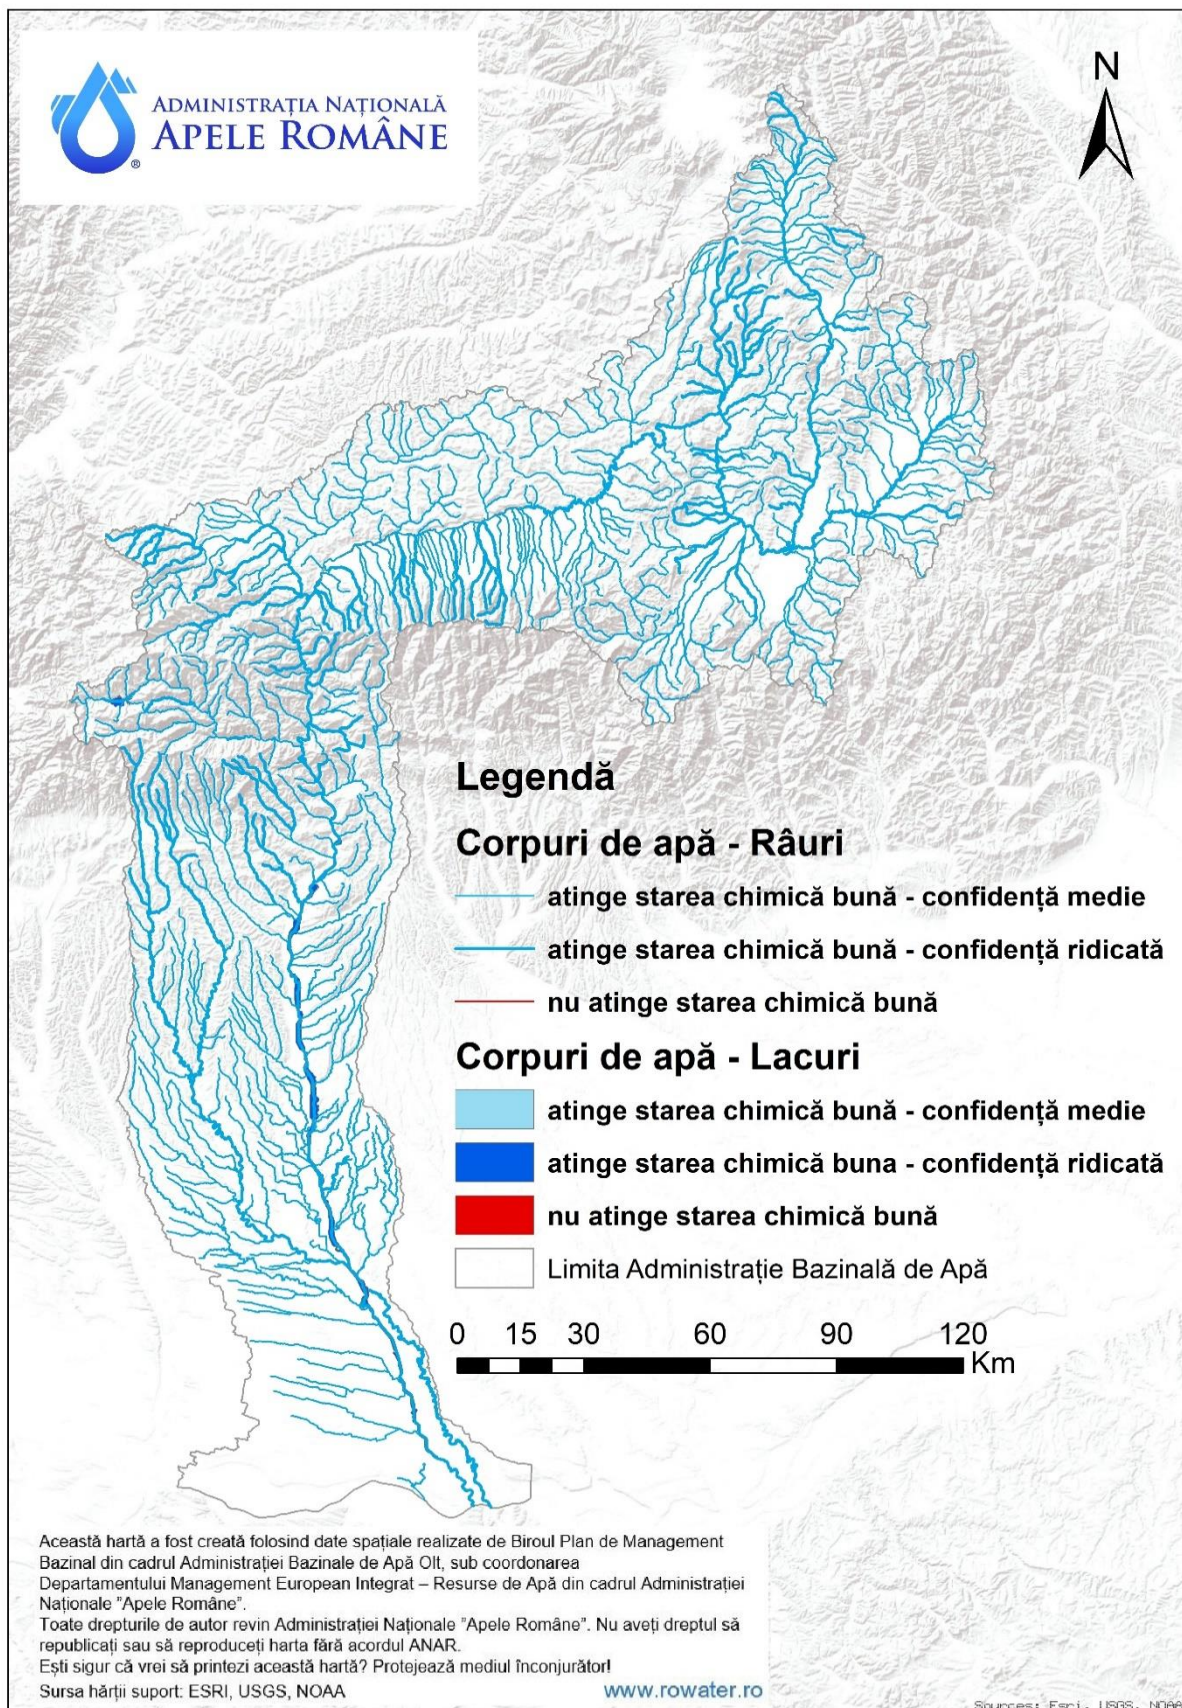 ADMINISTRAȚIA NAȚIONALĂ
APELE ROMÂNE
®
N
Legendă
Corpuri de apă - Râuri
atinge starea chimică bună - confidență medie
atinge starea chimică bună - confidență ridicată
nu atinge starea chimică bună
Corpuri de apă - Lacuri
atinge starea chimică bună - confidență medie
atinge starea chimică buna - confidență ridicată
nu atinge starea chimică bună
Limita Administrație Bazinală de Apă
0 15 30 60 90 120
Km
Această hartă a fost creată folosind date spațiale realizate de Biroul Plan de Management
Bazinal din cadrul Administrației Bazinale de Apă Olt, sub coordonarea
Departamentului Management European Integrat – Resurse de Apă din cadrul Administrației
Naționale "Apele Române".
Toate drepturile de autor revin Administrației Naționale "Apele Române". Nu aveți dreptul să
republicați sau să reproduceți harta fără acordul ANAR.
Ești sigur că vrei să printezi această hartă? Protejează mediul înconjurător!
Sursa hărții suport: ESRI, USGS, NOAA
www.rowater.ro
Sources: Esri, USGS, NOAA